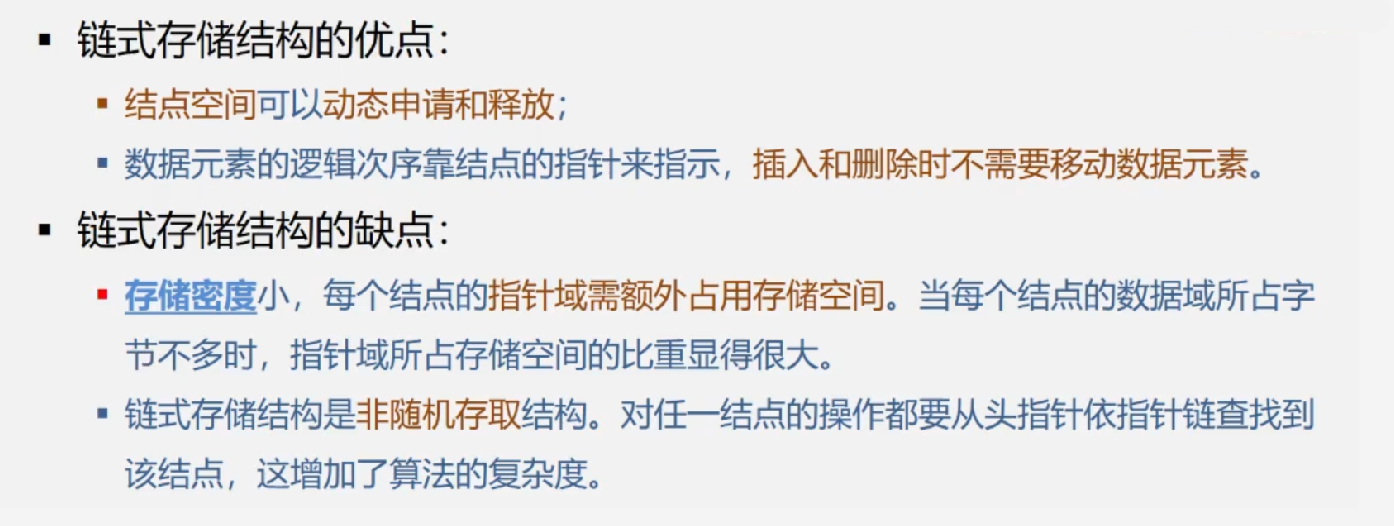 ▪ 链式存储结构的优点：
▪ 结点空间可以动态申请和释放；
▪ 数据元素的逻辑次序靠结点的指针来指示，插入和删除时不需要移动数据元素。
▪ 链式存储结构的缺点：
▪ 存储密度小，每个结点的指针域需额外占用存储空间。当每个结点的数据域所占字
节不多时，指针域所占存储空间的比重显得很大。
▪ 链式存储结构是非随机存取结构。对任一结点的操作都要从头指针依指针链查找到
该结点，这增加了算法的复杂度。